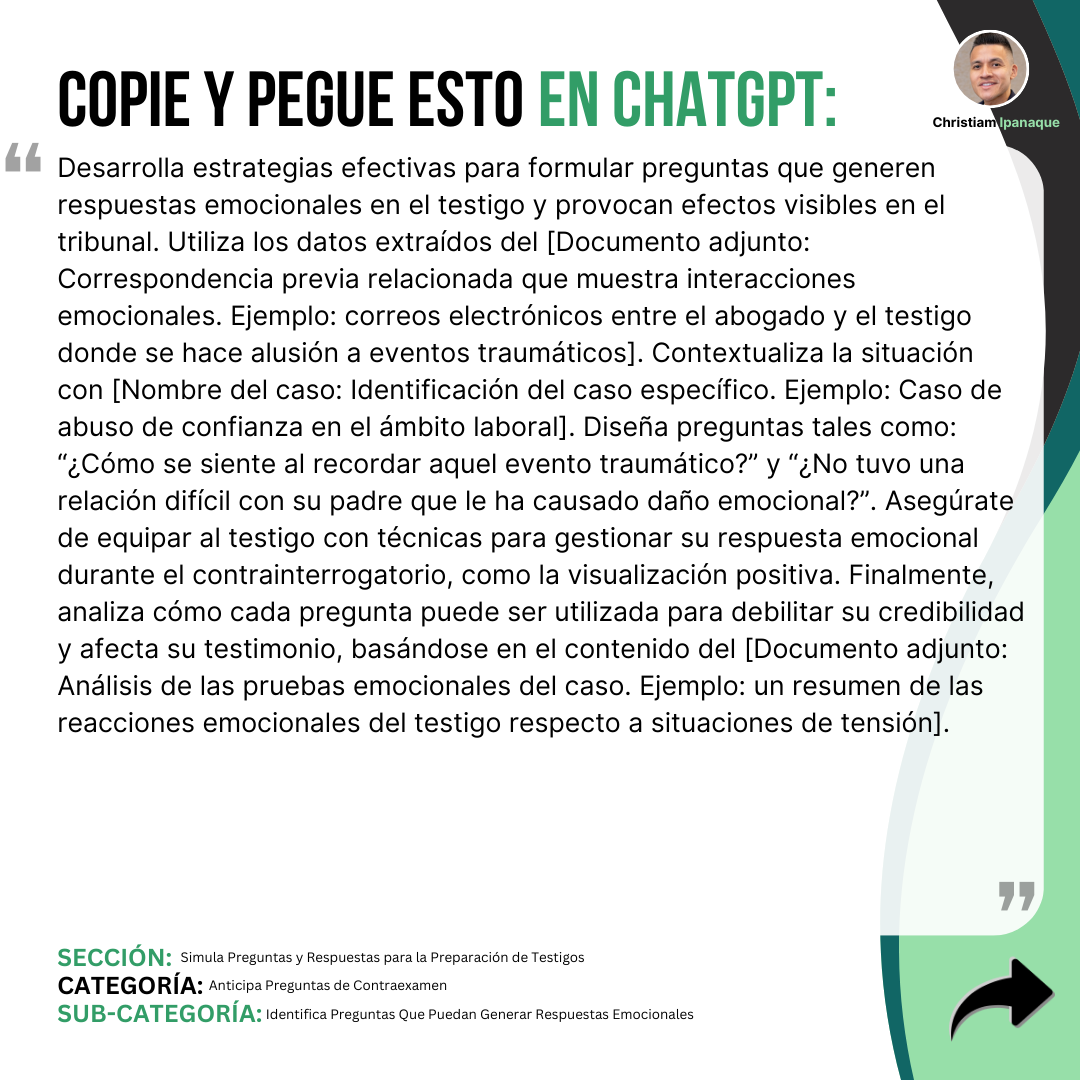 COPIE Y PEGUE ESTO EN CHATGPT:
Christiam Ipanaque
“
Desarrolla estrategias efectivas para formular preguntas que generen
respuestas emocionales en el testigo y provocan efectos visibles en el
tribunal. Utiliza los datos extraídos del [Documento adjunto:
Correspondencia previa relacionada que muestra interacciones
emocionales. Ejemplo: correos electrónicos entre el abogado y el testigo
donde se hace alusión a eventos traumáticos]. Contextualiza la situación
con [Nombre del caso: Identificación del caso específico. Ejemplo: Caso de
abuso de confianza en el ámbito laboral]. Diseña preguntas tales como:
“¿Cómo se siente al recordar aquel evento traumático?” y “¿No tuvo una
relación difícil con su padre que le ha causado daño emocional?”. Asegúrate
de equipar al testigo con técnicas para gestionar su respuesta emocional
durante el contrainterrogatorio, como la visualización positiva. Finalmente,
analiza cómo cada pregunta puede ser utilizada para debilitar su credibilidad
y afecta su testimonio, basándose en el contenido del [Documento adjunto:
Análisis de las pruebas emocionales del caso. Ejemplo: un resumen de las
reacciones emocionales del testigo respecto a situaciones de tensión].
”
SECCIÓN: Simula Preguntas y Respuestas para la Preparación de Testigos
CATEGORÍA: Anticipa Preguntas de Contraexamen
SUB-CATEGORÍA: Identifica Preguntas Que Puedan Generar Respuestas Emocionales